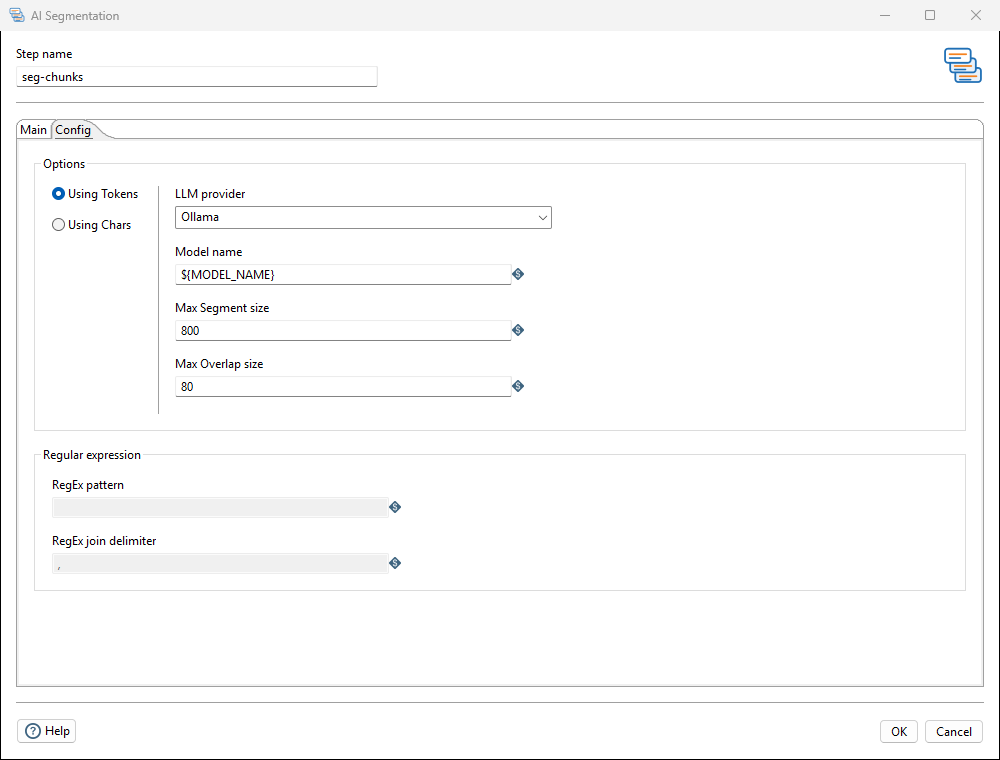 AI Segmentation
Step name
seg-chunks
Main Config
Options
Using Tokens
Using Chars
LLM provider
Ollama
Model name
${MODEL_NAME}
Max Segment size
800
Max Overlap size
80
Regular expression
RegEx pattern
RegEx join delimiter
,
Help
OK Cancel